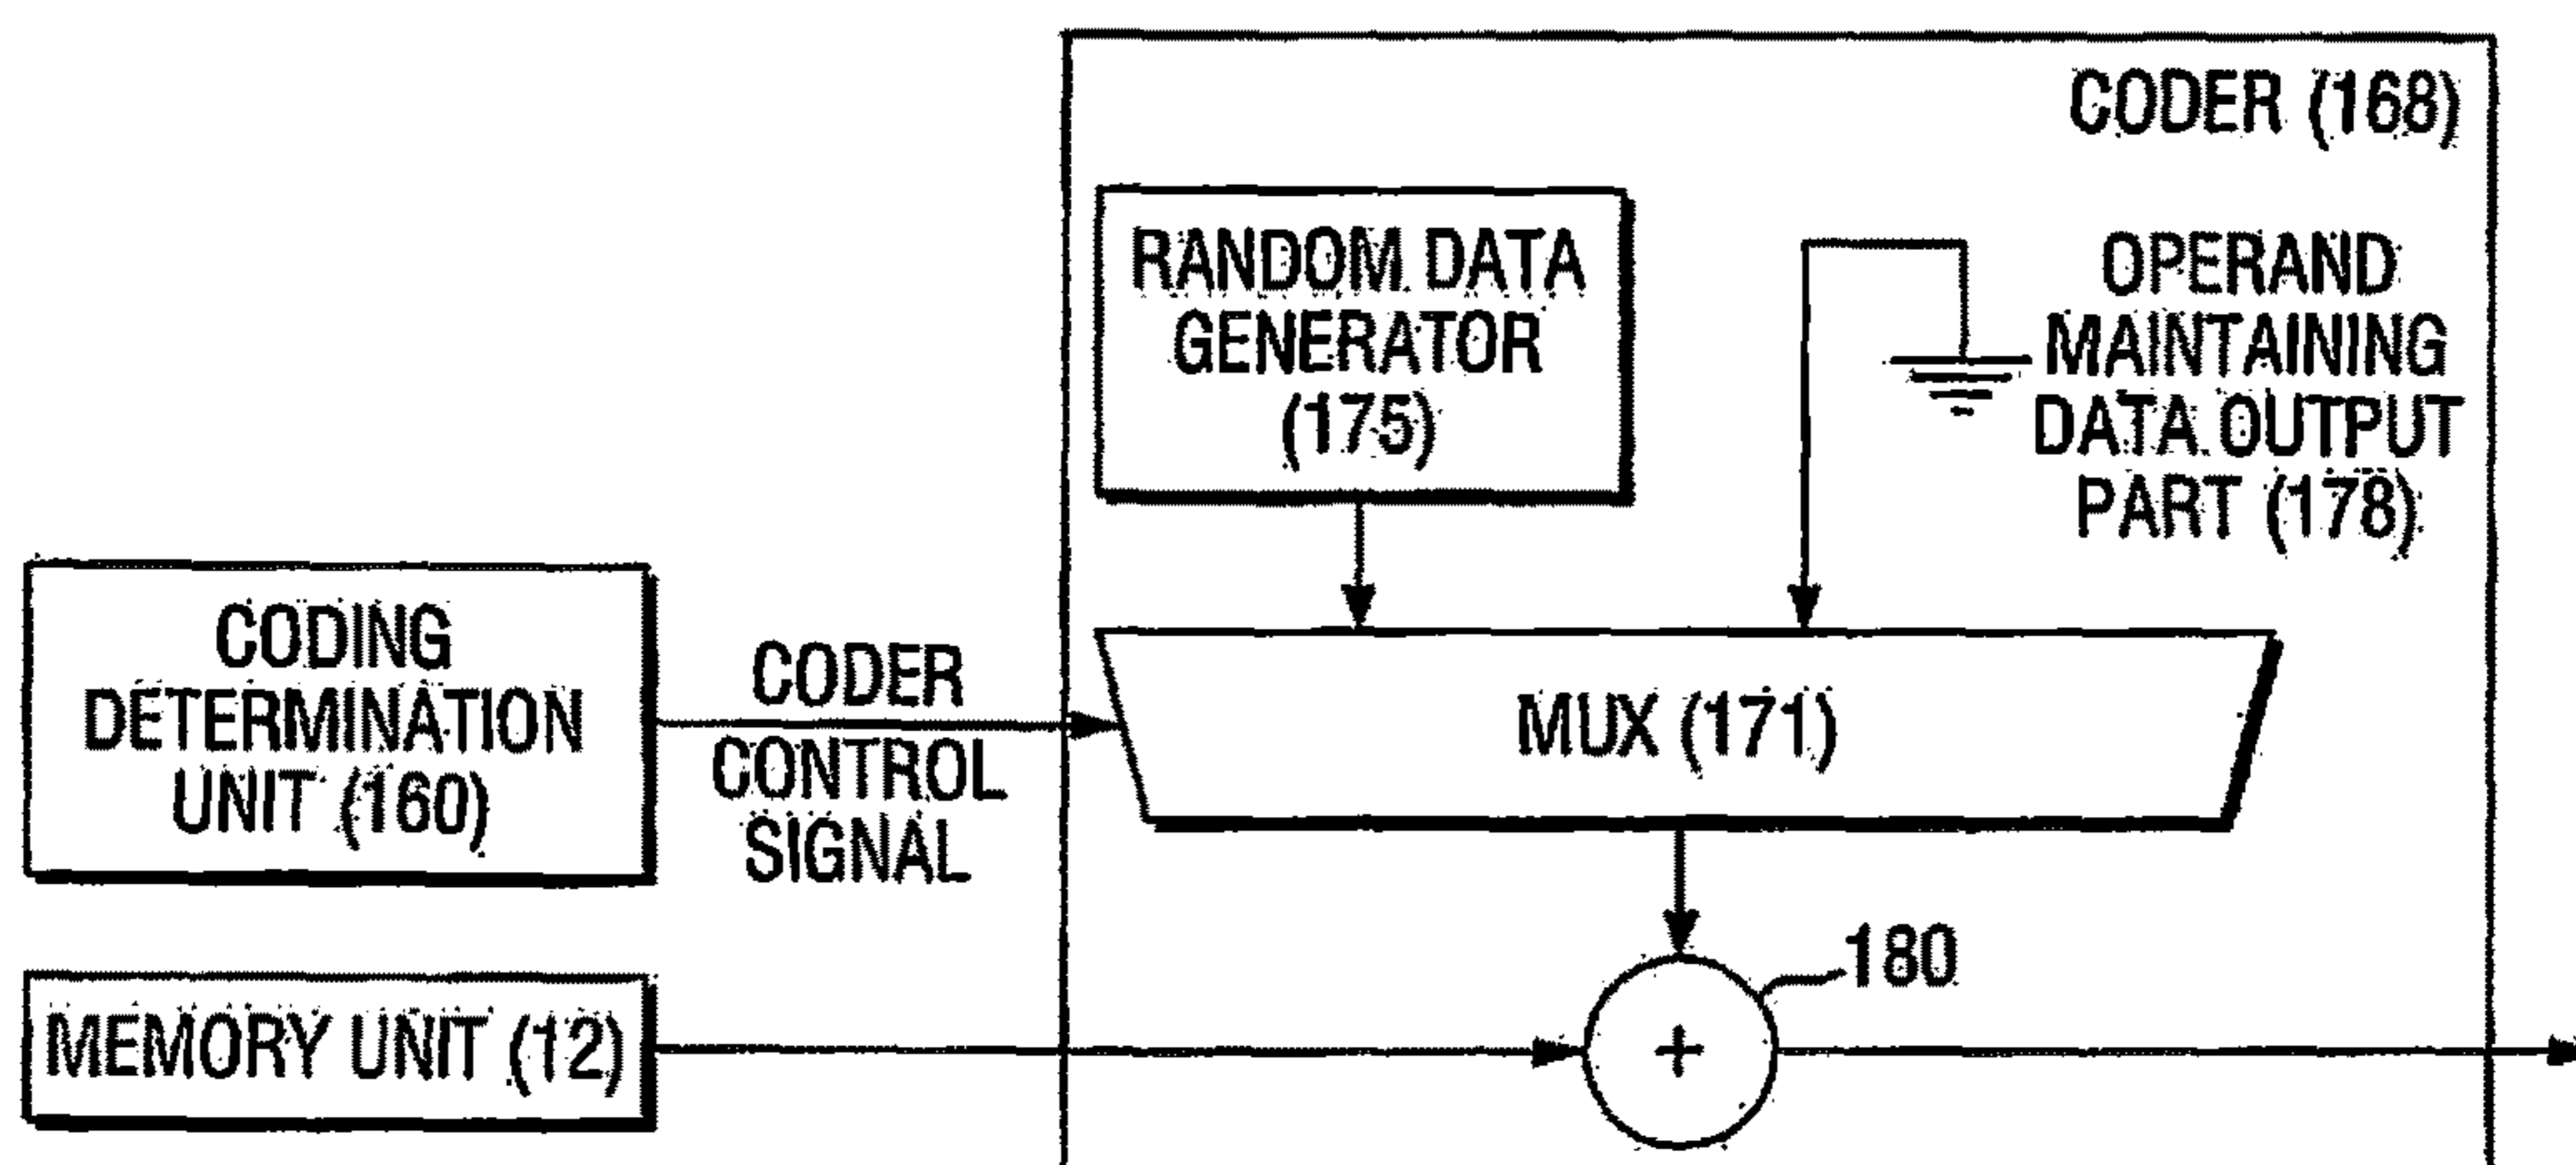 CODER (168)
RANDOM DATA
GENERATOR
(175)
OPERAND
MAINTAINING
DATA OUTPUT
PART (178)
CODING
DETERMINATION
UNIT (160)
CODER
CONTROL
SIGNAL
MUX (171)
180
MEMORY UNIT (12)
+